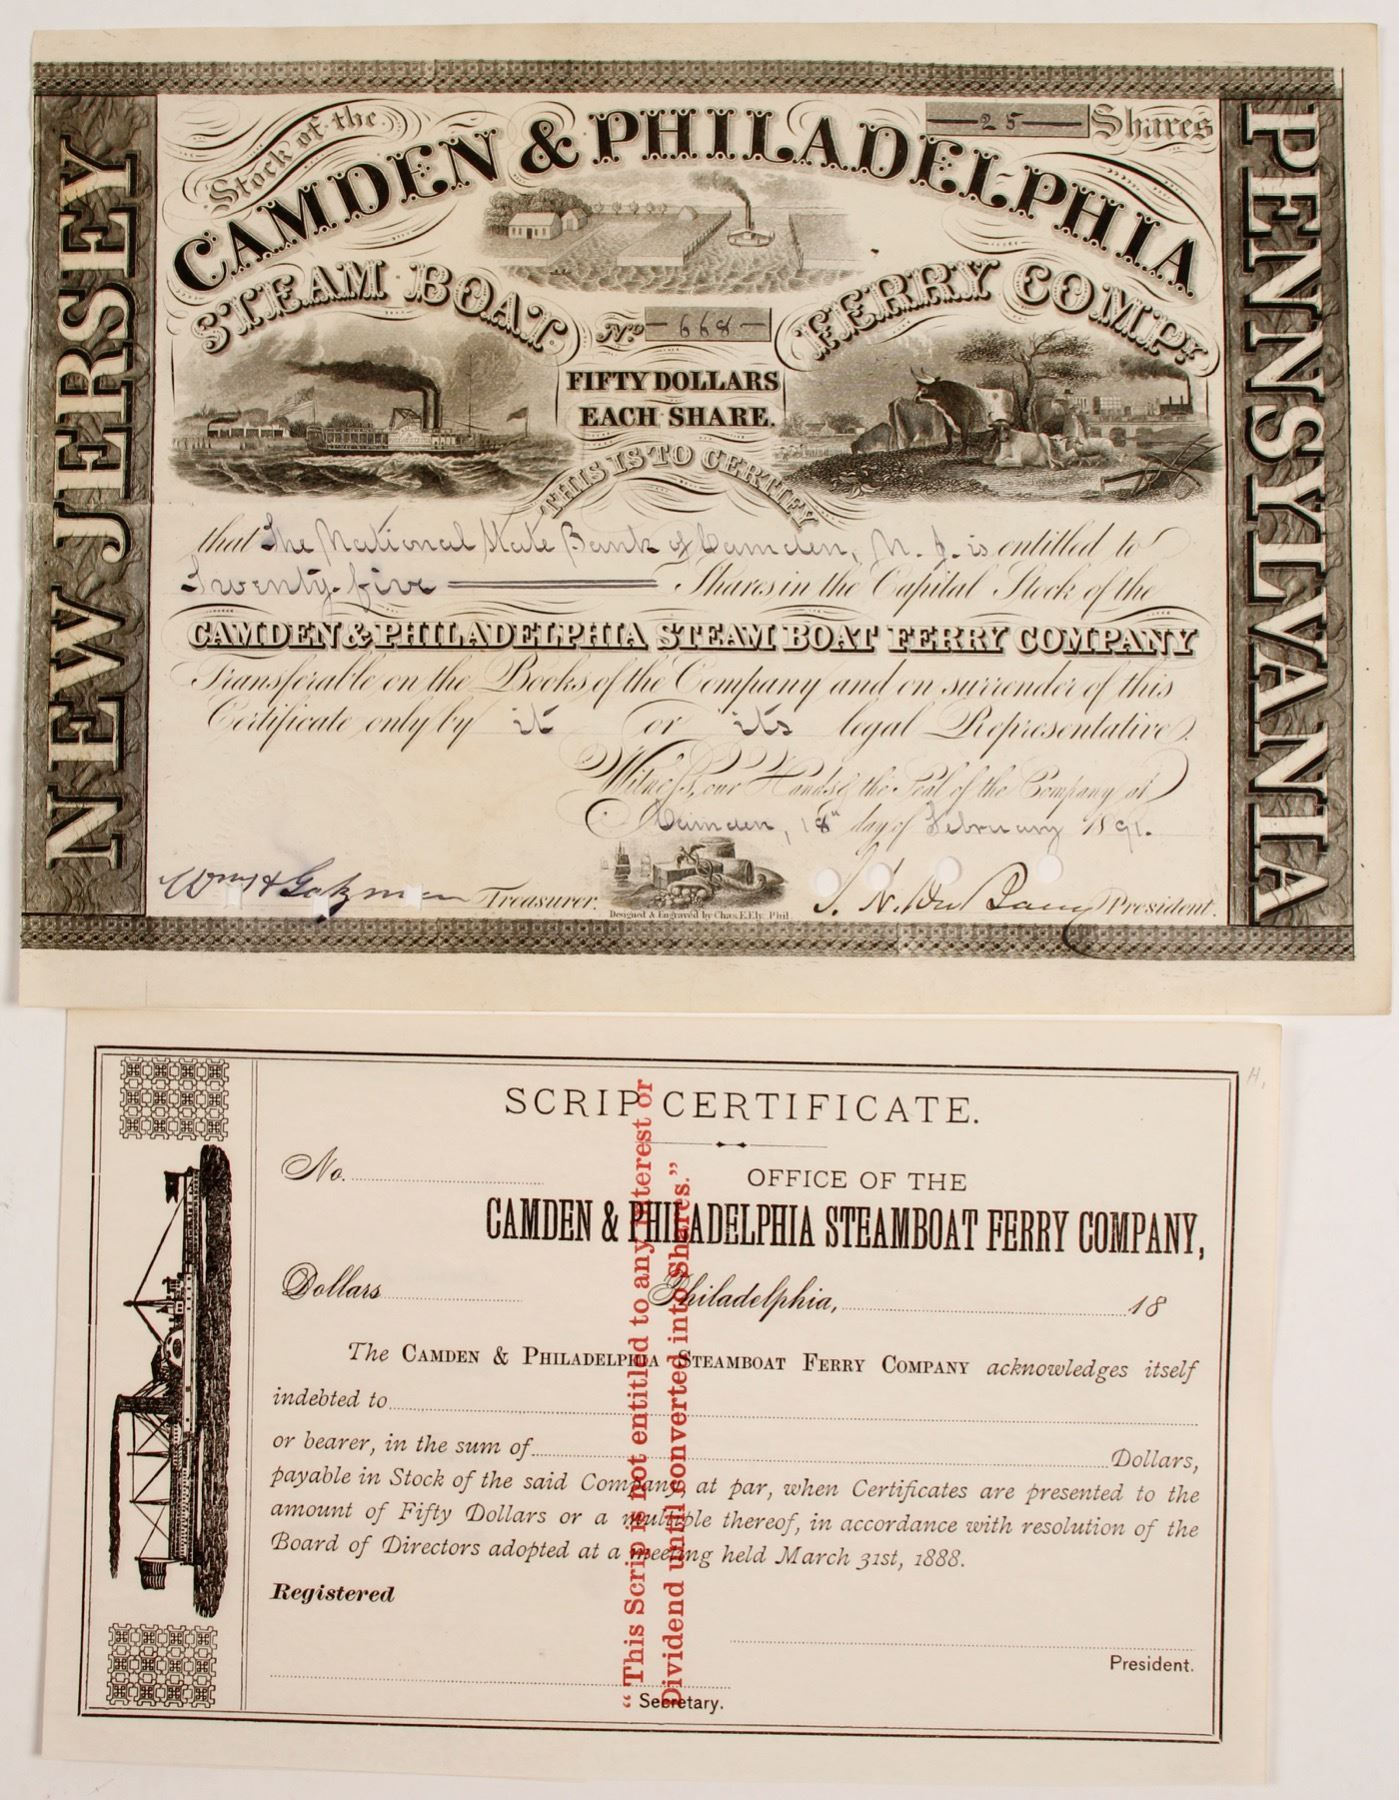 Stock of the
25 Shares
CAMDEN & PHILADELPHIA
STEAM BOAT FERRY COMPY
No 668
FIFTY DOLLARS
EACH SHARE.
THIS IS TO CERTIFY
NEW JERSEY
PENNSYLVANIA
that The National State Bank of Camden, N. J. is entitled to
Twenty-five Shares in the Capital Stock of the
CAMDEN & PHILADELPHIA STEAM BOAT FERRY COMPANY
Transferable on the Books of the Company and on surrender of this
Certificate only by it or its legal Representative
Witness, our Hands & the Seal of the Company at
Camden, 18th day of February 1891.
Treasurer.
President.
Designed & Engraved by Chas. E. Ely. Phil
H.
SCRIP CERTIFICATE.
No.
OFFICE OF THE
CAMDEN & PHILADELPHIA STEAMBOAT FERRY COMPANY,
Dollars Philadelphia, 18
The CAMDEN & PHILADELPHIA STEAMBOAT FERRY COMPANY acknowledges itself
indebted to
or bearer, in the sum of Dollars,
payable in Stock of the said Company, at par, when Certificates are presented to the
amount of Fifty Dollars or a multiple thereof, in accordance with resolution of the
Board of Directors adopted at a meeting held March 31st, 1888.
Registered
President.
Secretary.
"This Scrip is not entitled to any Interest or
Dividend until converted into Shares."